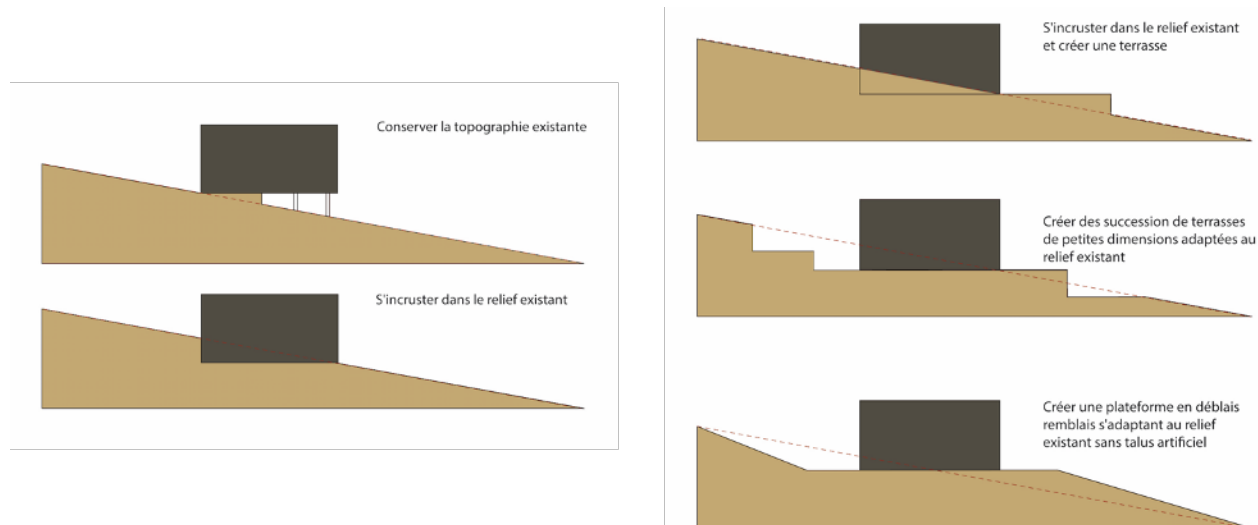 Conserver la topographie existante
S'incruster dans le relief existant
S'incruster dans le relief existant
et créer une terrasse
Créer des succession de terrasses
de petites dimensions adaptées au
relief existant
Créer une plateforme en déblais
remblais s'adaptant au relief
existant sans talus artificiel